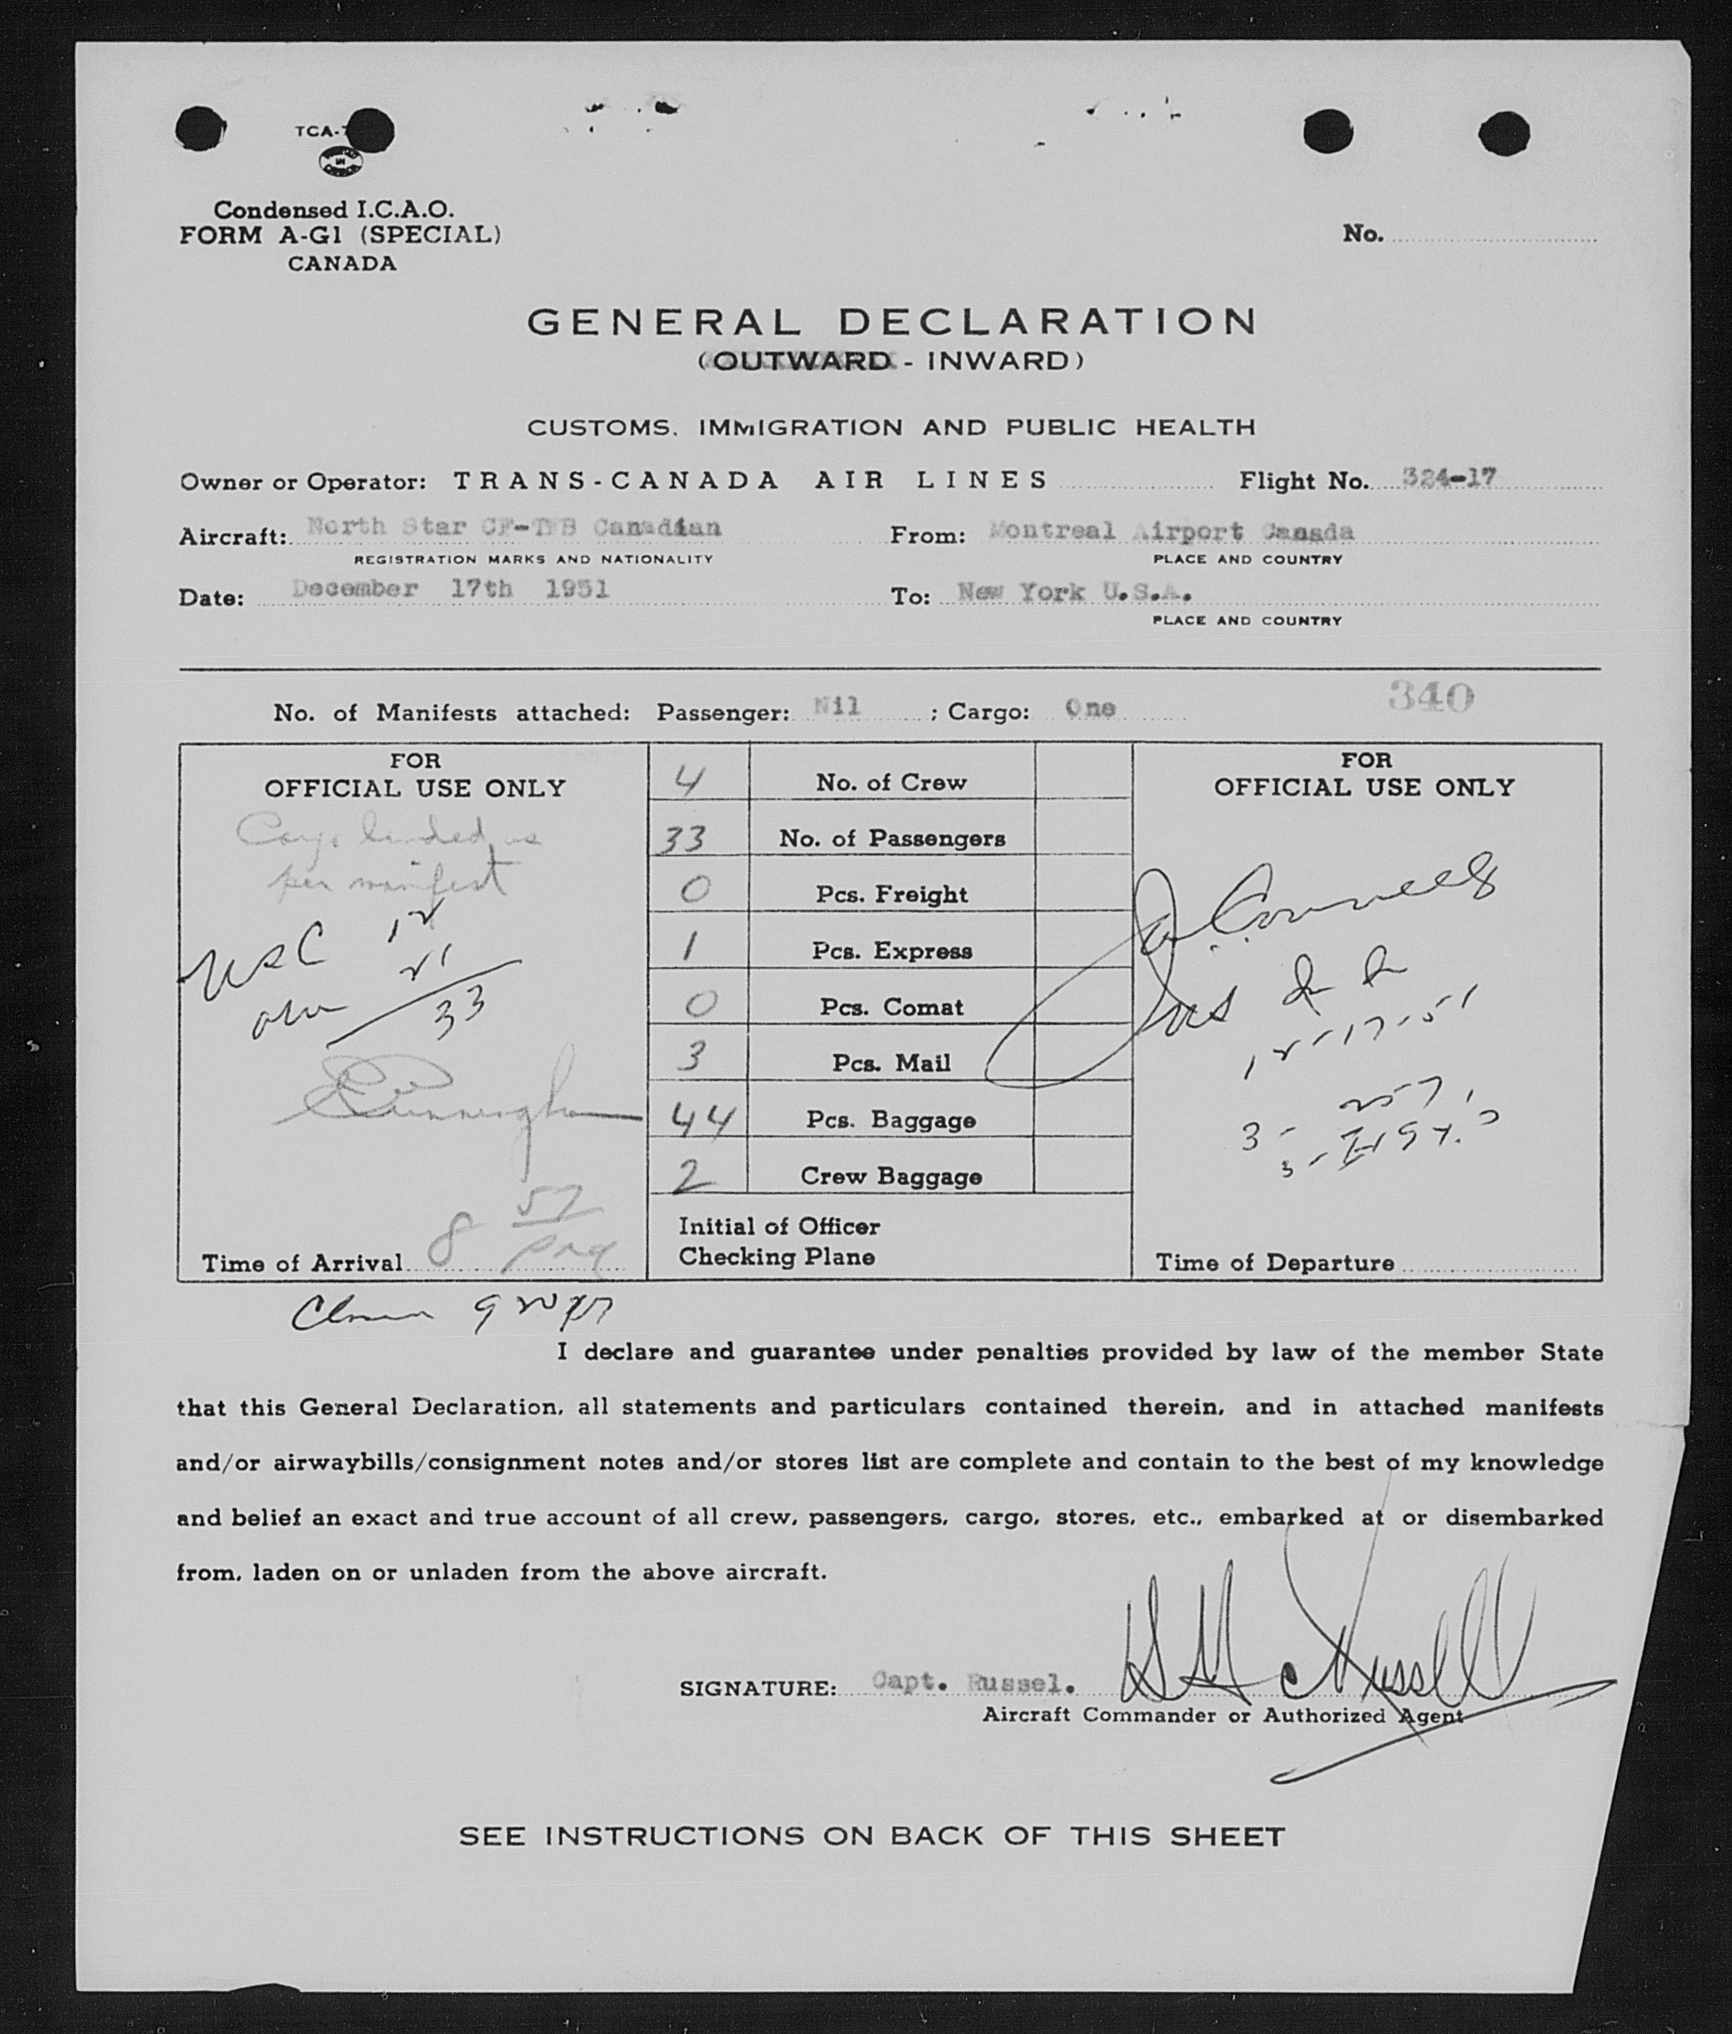 TCA-
Condensed I.C.A.O.
FORM A-G1 (SPECIAL)
CANADA
No.
GENERAL DECLARATION
(OUTWARD - INWARD)
CUSTOMS, IMMIGRATION AND PUBLIC HEALTH
Owner or Operator: TRANS-CANADA AIR LINES Flight No. 324-17
Aircraft: North Star Canadian From: Montreal Airport Canada
REGISTRATION MARKS AND NATIONALITY PLACE AND COUNTRY
Date: December 17th 1951 To: New York U.S.A.
PLACE AND COUNTRY
340
No. of Manifests attached: Passenger: Nil ; Cargo: One
FOR
OFFICIAL USE ONLY
Cargo landed as
per manifest
USC 12
21
33
Cunningham
8 57
Time of Arrival
4 No. of Crew
33 No. of Passengers
0 Pcs. Freight
1 Pcs. Express
0 Pcs. Comat
3 Pcs. Mail
44 Pcs. Baggage
2 Crew Baggage
Initial of Officer
Checking Plane
FOR
OFFICIAL USE ONLY
12-17-51
Time of Departure
I declare and guarantee under penalties provided by law of the member State
that this General Declaration, all statements and particulars contained therein, and in attached manifests
and/or airwaybills/consignment notes and/or stores list are complete and contain to the best of my knowledge
and belief an exact and true account of all crew, passengers, cargo, stores, etc., embarked at or disembarked
from, laden on or unladen from the above aircraft.
SIGNATURE: Capt. Russel.
Aircraft Commander or Authorized Agent
SEE INSTRUCTIONS ON BACK OF THIS SHEET